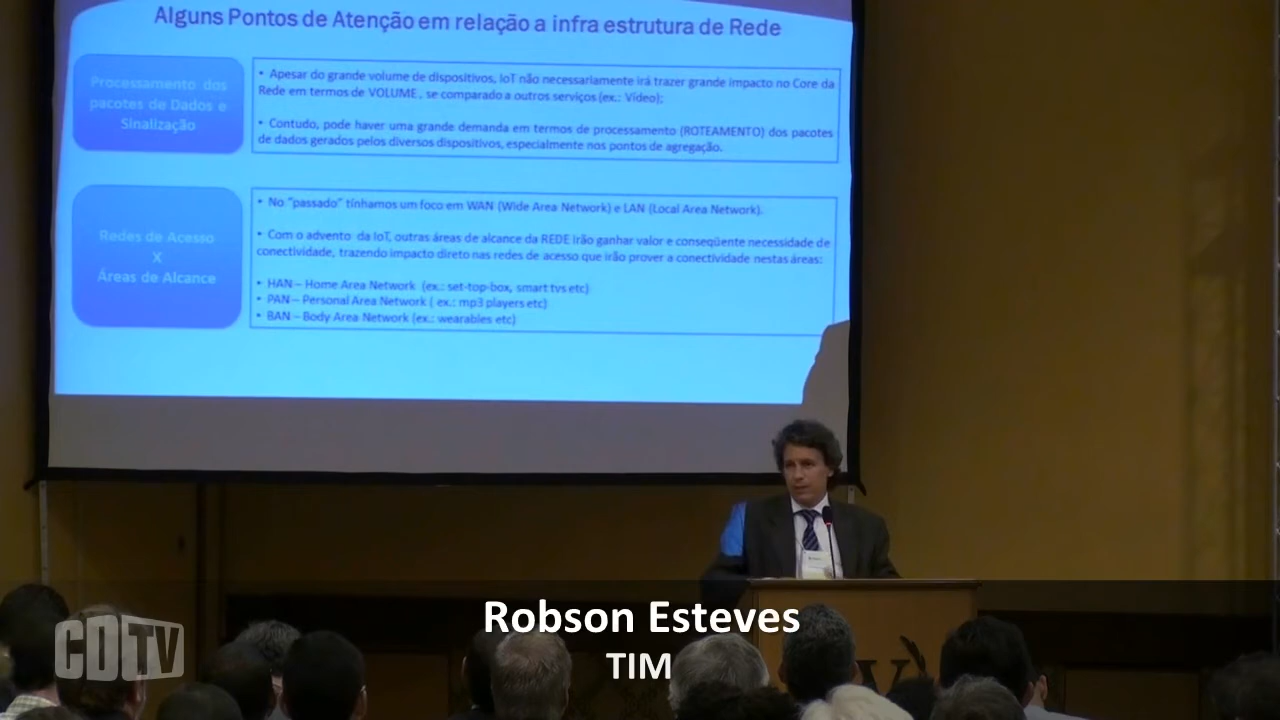 Alguns Pontos de Atenção em relação a infra estrutura de Rede
Processamento dos
pacotes de Dados e
Sinalização
• Apesar do grande volume de dispositivos, IoT não necessariamente irá trazer grande impacto no Core da
Rede em termos de VOLUME, se comparado a outros serviços (ex.: Vídeo);
• Contudo, pode haver uma grande demanda em termos de processamento (ROTEAMENTO) dos pacotes
de dados gerados pelos diversos dispositivos, especialmente nos pontos de agregação.
Redes de Acesso
X
Áreas de Alcance
• No "passado" tínhamos um foco em WAN (Wide Area Network) e LAN (Local Area Network).
• Com o advento da IoT, outras áreas de alcance da REDE irão ganhar valor e conseqüente necessidade de
conectividade, trazendo impacto direto nas redes de acesso que irão prover a conectividade nestas áreas:
• HAN – Home Area Network (ex.: set-top-box, smart tvs etc)
• PAN – Personal Area Network ( ex.: mp3 players etc)
• BAN – Body Area Network (ex.: wearables etc)
Robson Esteves
TIM
CDTV